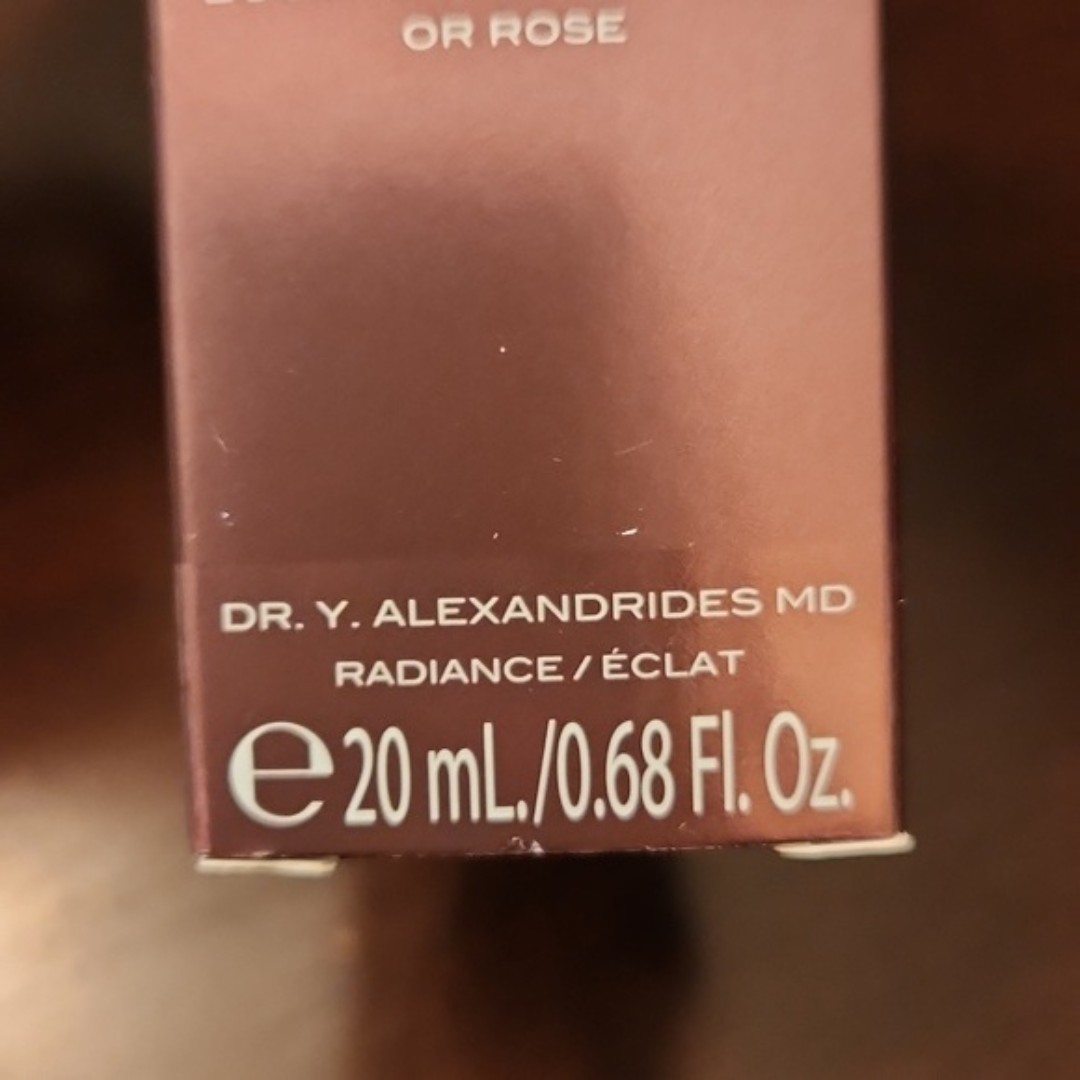 OR ROSE
DR. Y. ALEXANDRIDES MD
RADIANCE / ÉCLAT
℮ 20 mL./0.68 Fl. Oz.